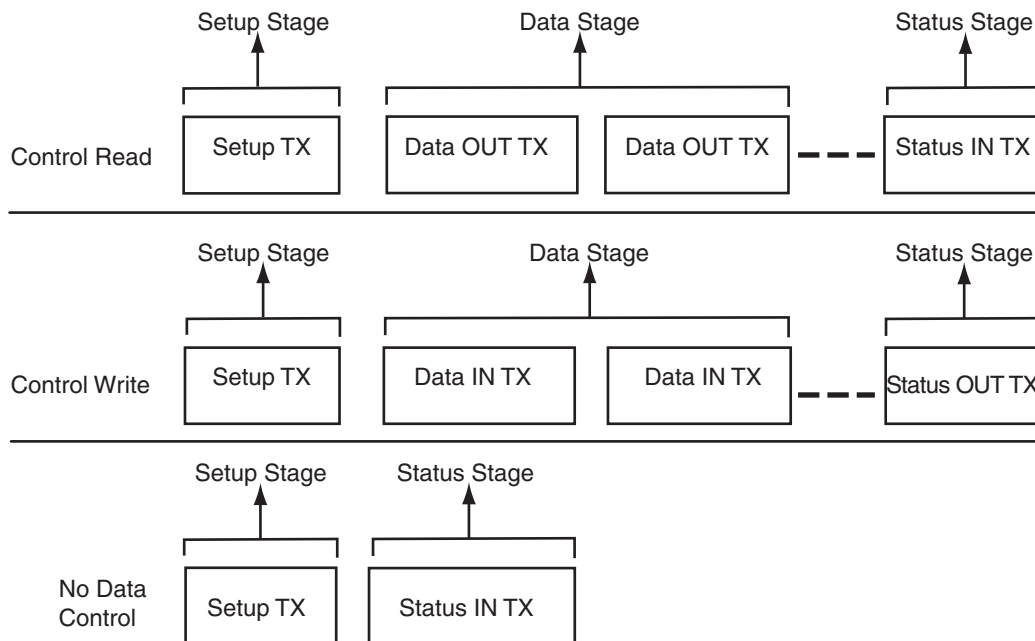 Setup Stage
Data Stage
Status Stage
Control Read
Setup TX
Data OUT TX
Data OUT TX
Status IN TX
Setup Stage
Data Stage
Status Stage
Control Write
Setup TX
Data IN TX
Data IN TX
Status OUT TX
Setup Stage
Status Stage
No Data
Control
Setup TX
Status IN TX